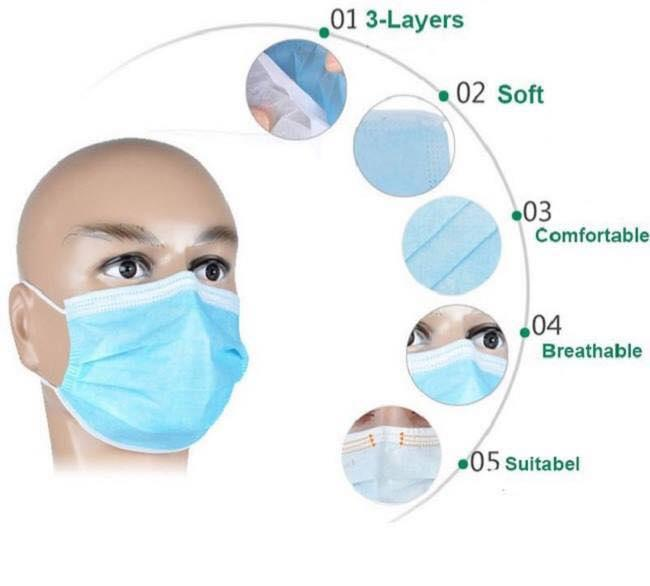 01 3-Layers
02 Soft
03
Comfortable
04
Breathable
05 Suitabel